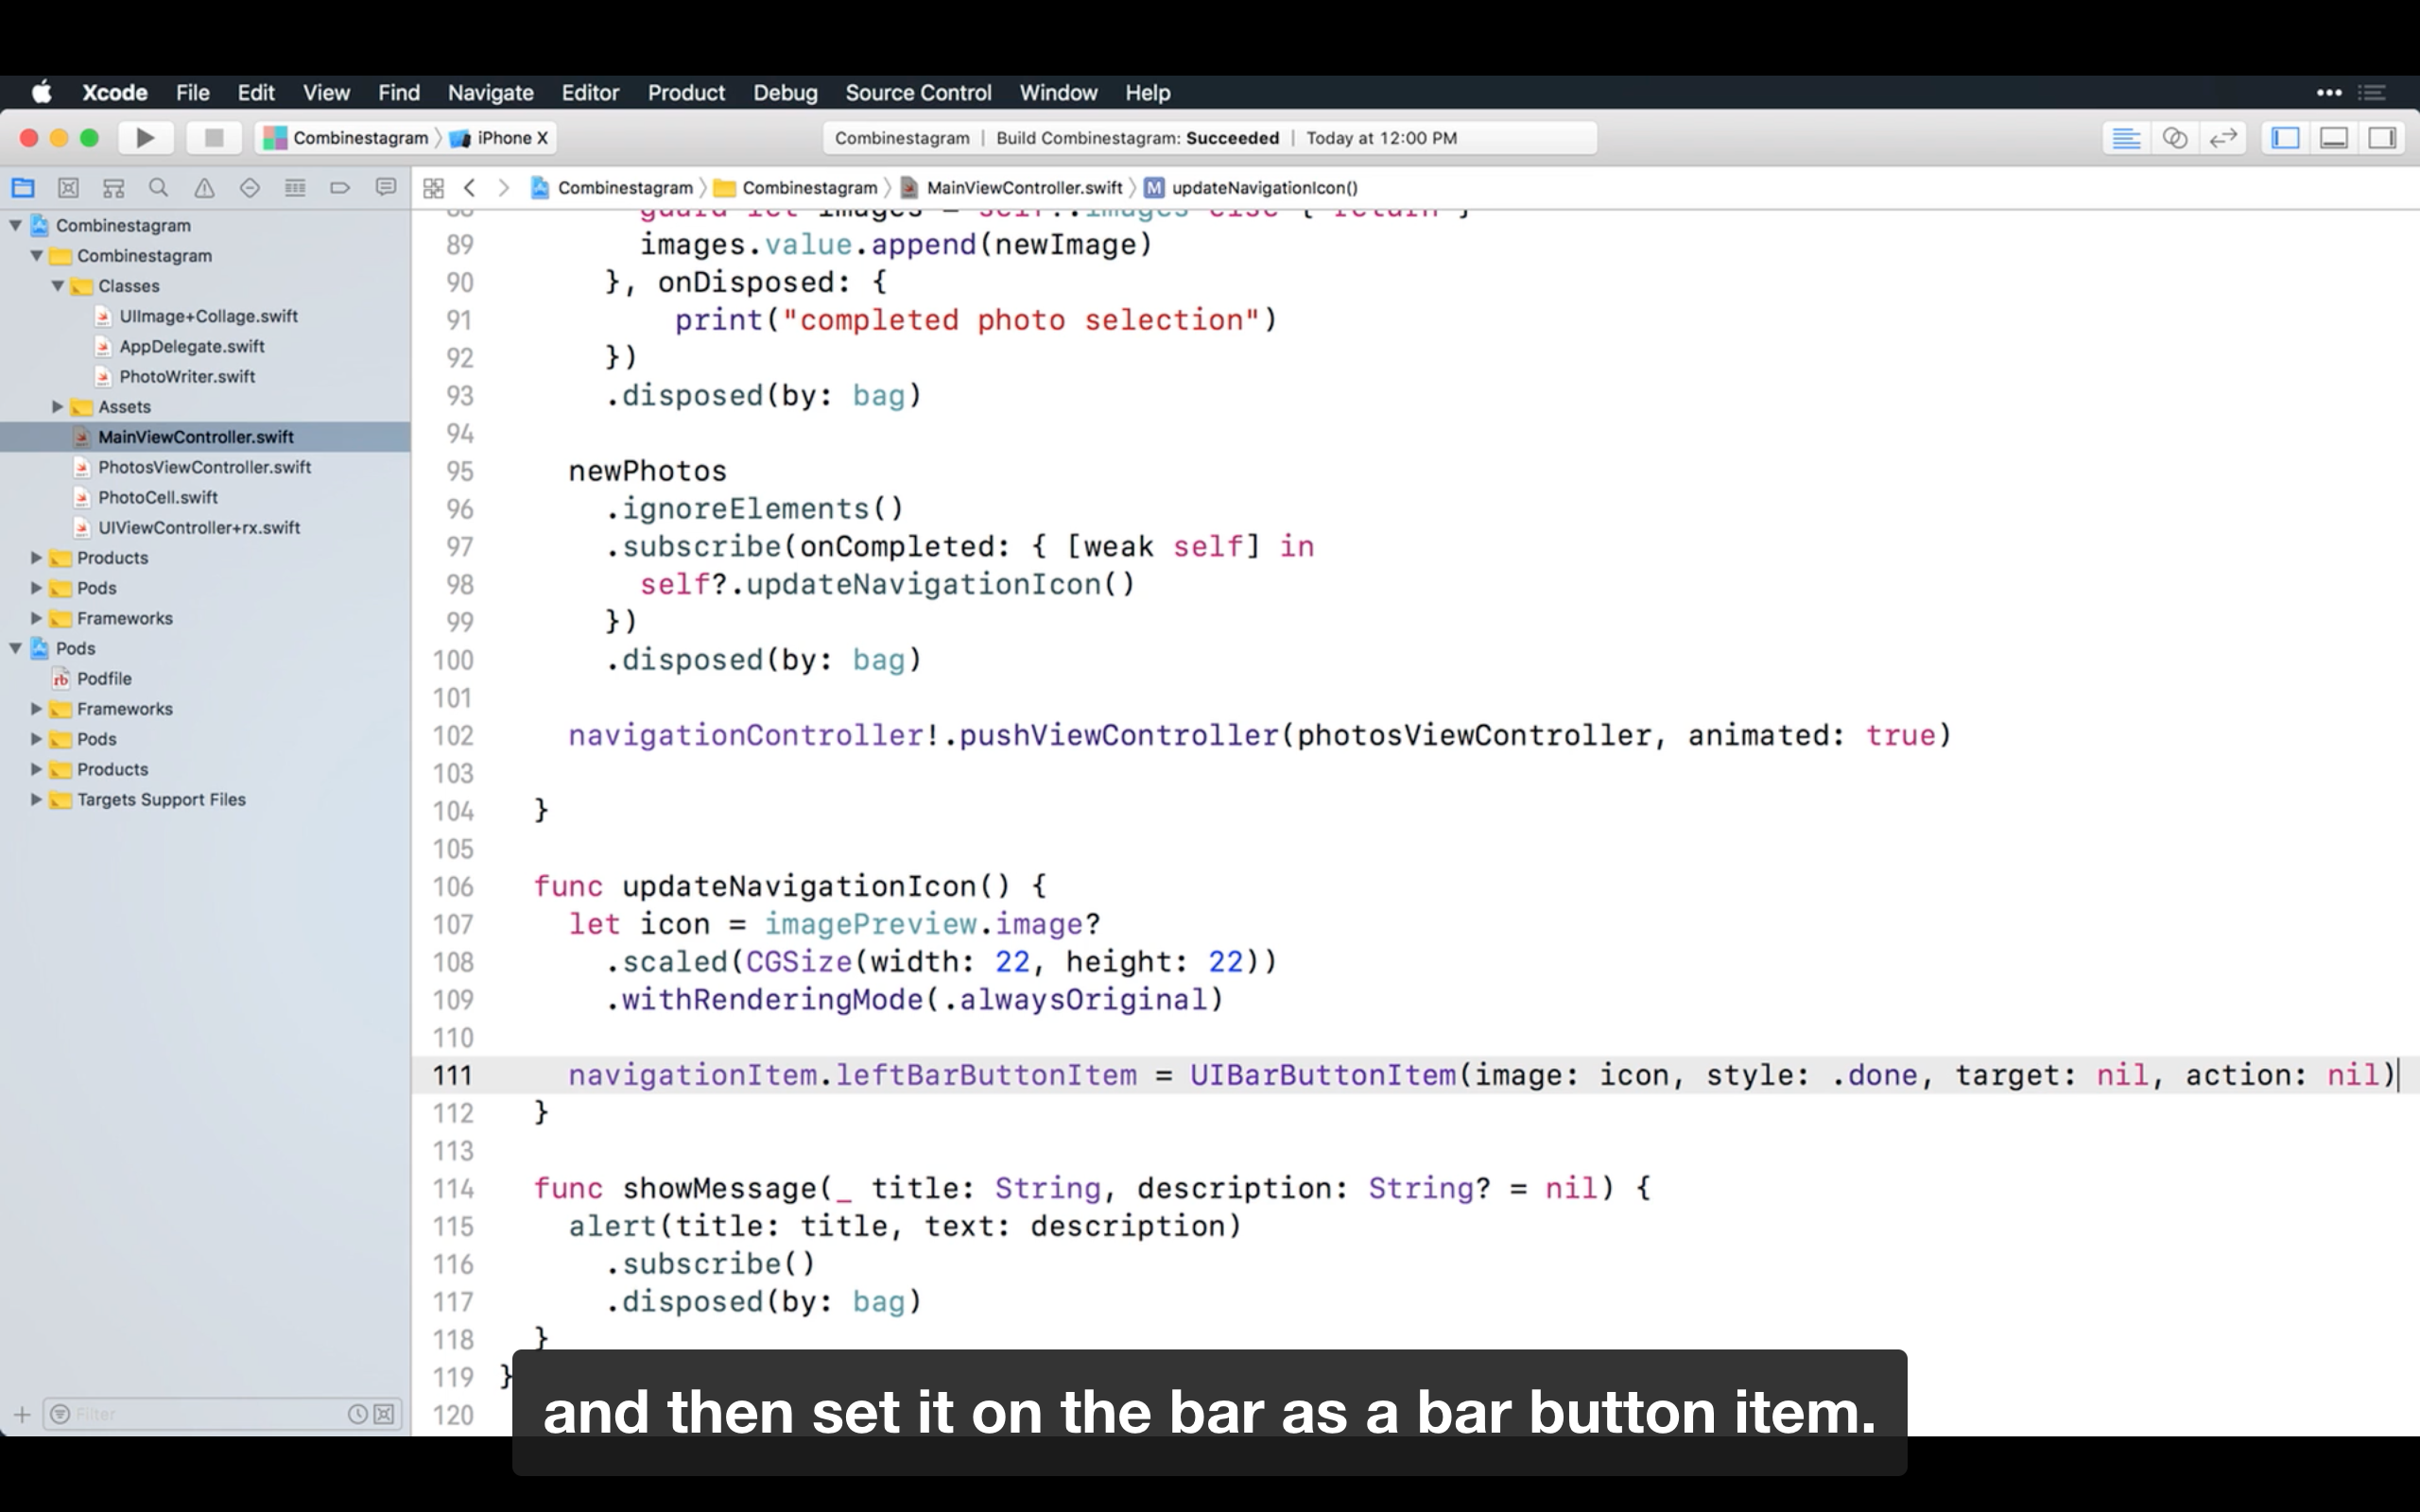 Xcode File Edit View Find Navigate Editor Product Debug Source Control Window Help
Combinestagram 〉 iPhone X
Combinestagram | Build Combinestagram: Succeeded | Today at 12:00 PM
Combinestagram 〉 Combinestagram 〉 MainViewController.swift 〉 M updateNavigationIcon()
Combinestagram
Combinestagram
Classes
UIImage+Collage.swift
AppDelegate.swift
PhotoWriter.swift
Assets
MainViewController.swift
PhotosViewController.swift
PhotoCell.swift
UIViewController+rx.swift
Products
Pods
Frameworks
Pods
rb Podfile
Frameworks
Pods
Products
Targets Support Files
Filter
88 guard let images = self?.images else { return }
89 images.value.append(newImage)
90 }, onDisposed: {
91 print("completed photo selection")
92 })
93 .disposed(by: bag)
94
95 newPhotos
96 .ignoreElements()
97 .subscribe(onCompleted: { [weak self] in
98 self?.updateNavigationIcon()
99 })
100 .disposed(by: bag)
101
102 navigationController!.pushViewController(photosViewController, animated: true)
103
104 }
105
106 func updateNavigationIcon() {
107 let icon = imagePreview.image?
108 .scaled(CGSize(width: 22, height: 22))
109 .withRenderingMode(.alwaysOriginal)
110
111 navigationItem.leftBarButtonItem = UIBarButtonItem(image: icon, style: .done, target: nil, action: nil)
112 }
113
114 func showMessage(_ title: String, description: String? = nil) {
115 alert(title: title, text: description)
116 .subscribe()
117 .disposed(by: bag)
118 }
119 }
120
and then set it on the bar as a bar button item.